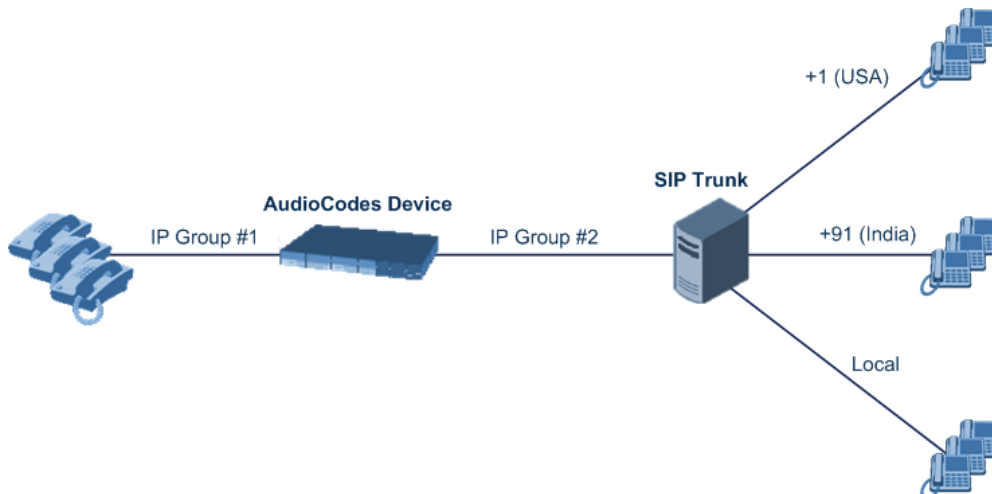 +1 (USA)
SIP Trunk
AudioCodes Device
IP Group #1
IP Group #2
+91 (India)
Local